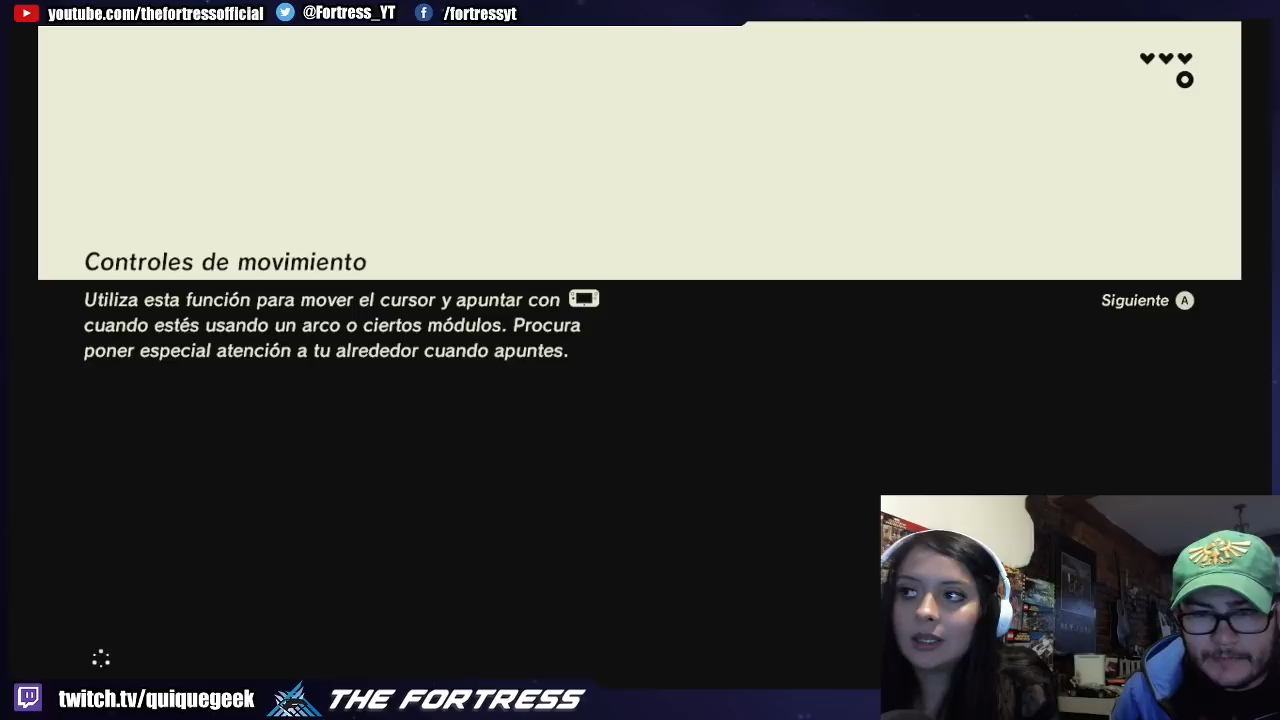 youtube.com/thefortressofficial @Fortress_YT /fortressyt
Controles de movimiento
Utiliza esta función para mover el cursor y apuntar con
cuando estés usando un arco o ciertos módulos. Procura
poner especial atención a tu alrededor cuando apuntes.
Siguiente A
twitch.tv/quiquegeek THE FORTRESS